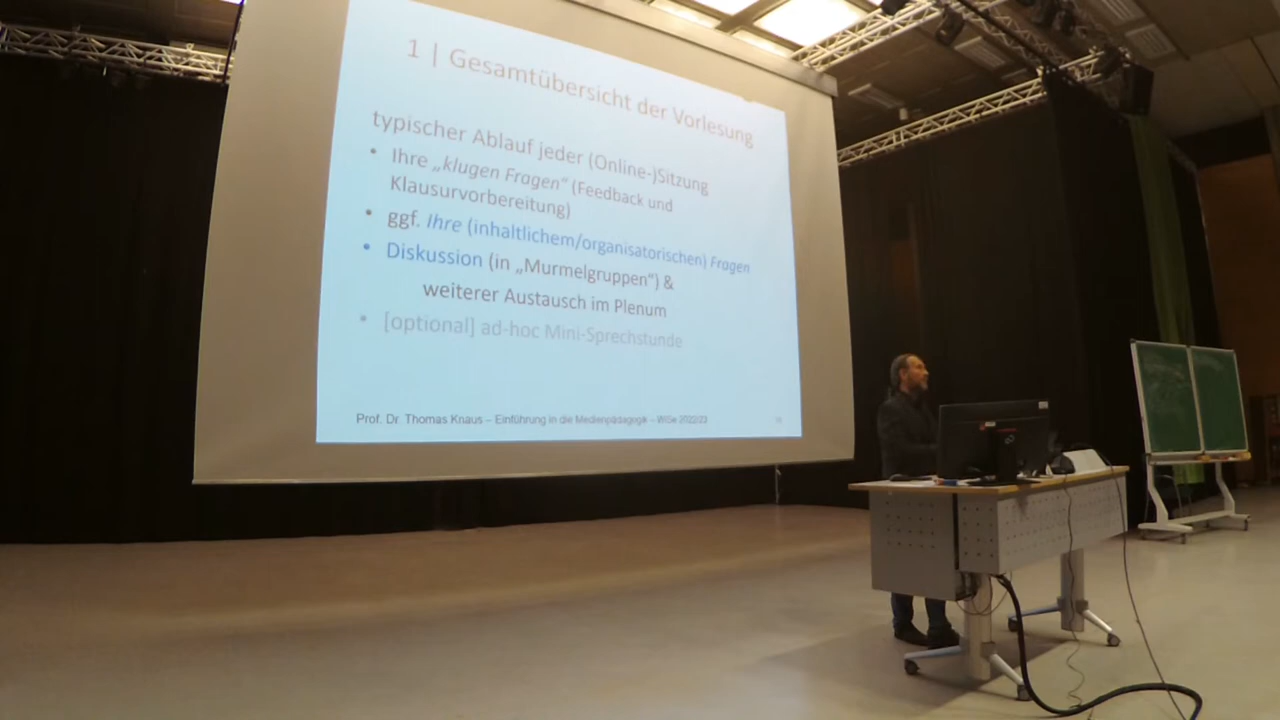 1 | Gesamtübersicht der Vorlesung
typischer Ablauf jeder (Online-)Sitzung
• Ihre „klugen Fragen“ (Feedback und
Klausurvorbereitung)
• ggf. Ihre (inhaltlichem/organisatorischen) Fragen
• Diskussion (in „Murmelgruppen“) &
weiterer Austausch im Plenum
• [optional] ad-hoc Mini-Sprechstunde
Prof. Dr. Thomas Knaus – Einführung in die Medienpädagogik – WiSe 2022/23